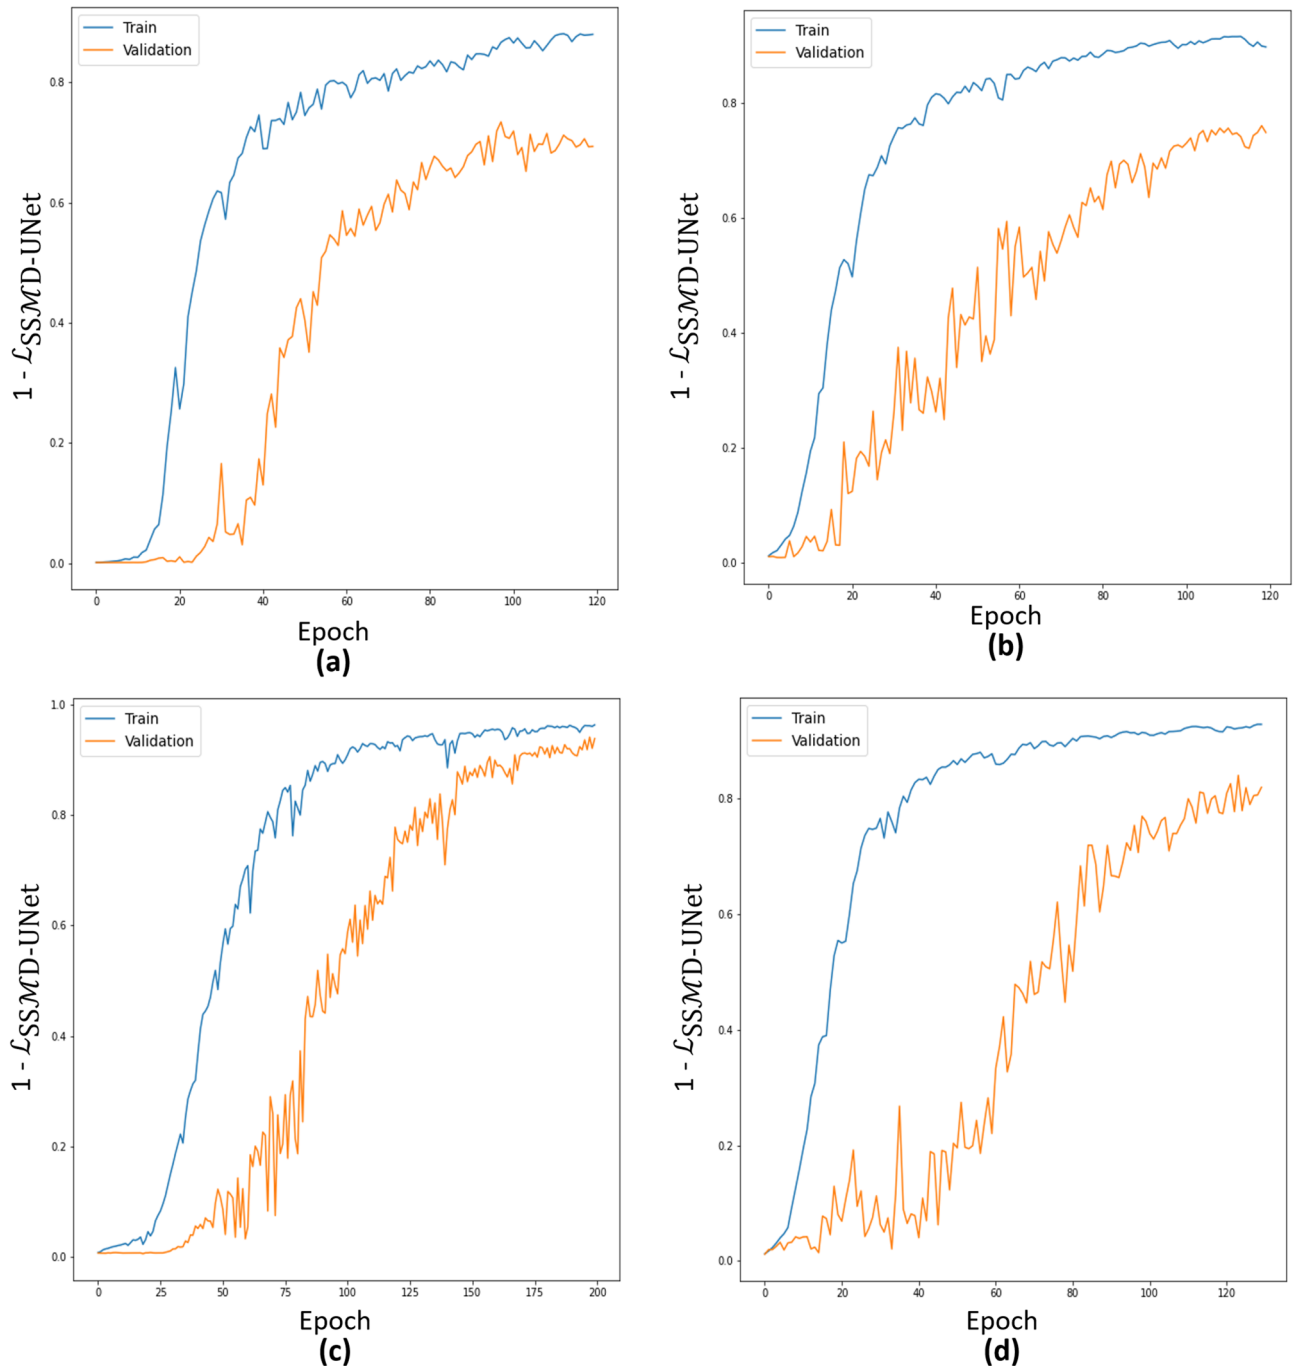 Train
Validation
0.8
0.6
0.4
0.2
0.0
0 20 40 60 80 100 120
1 - ℒSSℳD-UNet
Epoch
(a)
Train
Validation
0.8
0.6
0.4
0.2
0.0
0 20 40 60 80 100 120
1 - ℒSSℳD-UNet
Epoch
(b)
Train
Validation
1.0
0.8
0.6
0.4
0.2
0.0
0 25 50 75 100 125 150 175 200
1 - ℒSSℳD-UNet
Epoch
(c)
Train
Validation
0.8
0.6
0.4
0.2
0.0
0 20 40 60 80 100 120
1 - ℒSSℳD-UNet
Epoch
(d)